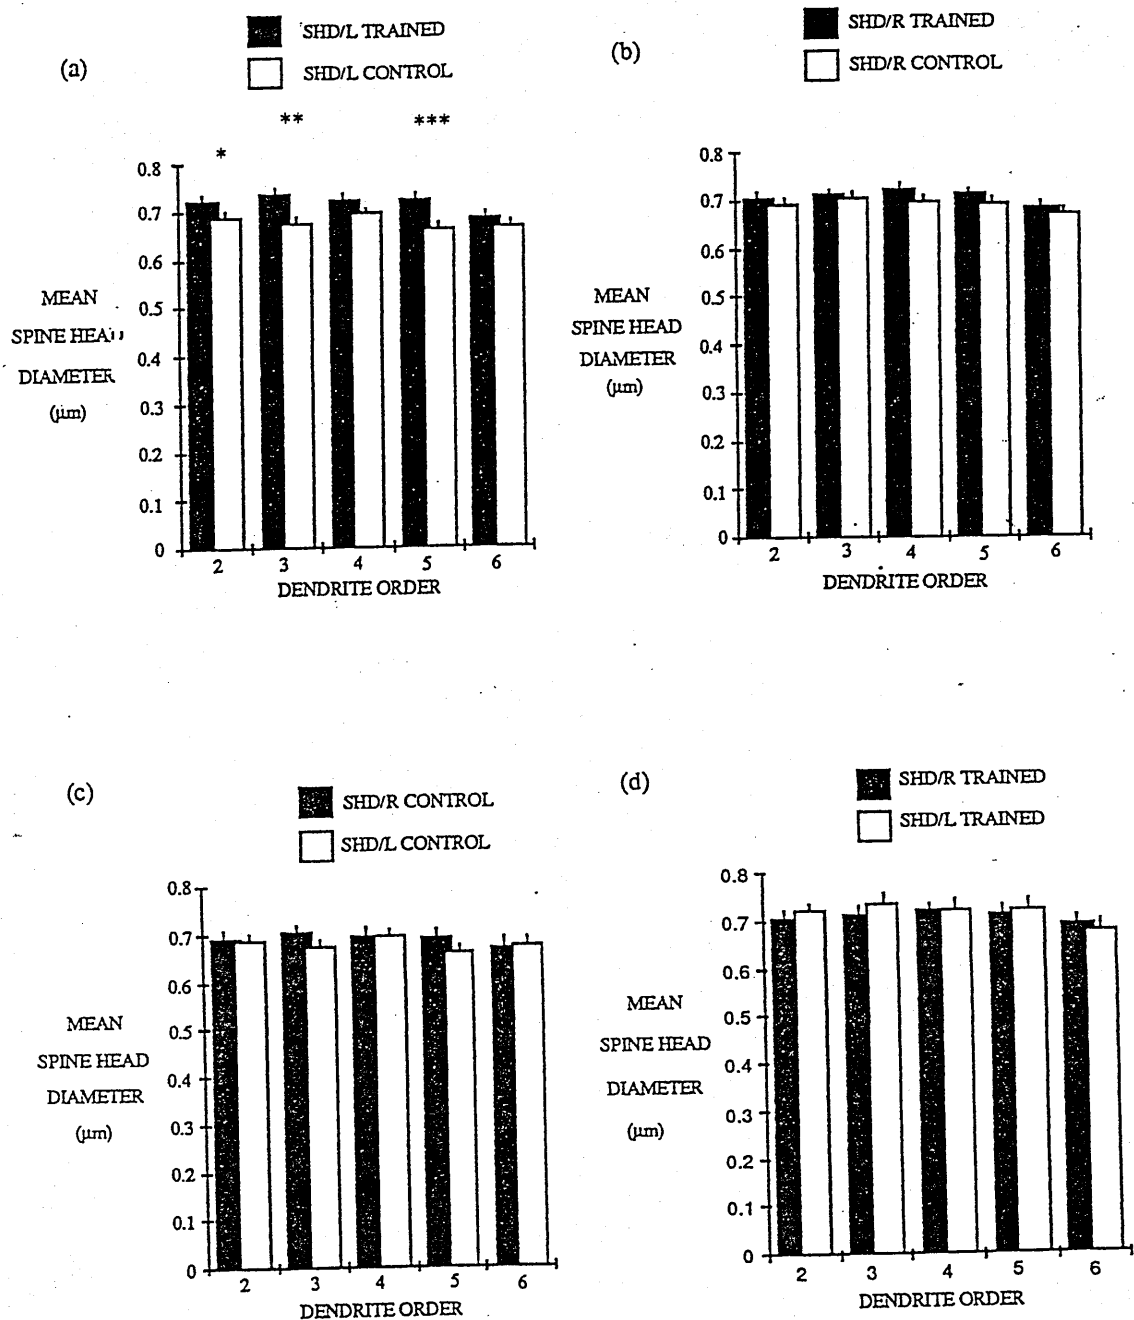 (a)
SHD/L TRAINED
SHD/L CONTROL
*
**
***
0.8
0.7
0.6
0.5
0.4
0.3
0.2
0.1
0
MEAN
SPINE HEAD
DIAMETER
(µm)
2 3 4 5 6
DENDRITE ORDER
(b)
SHD/R TRAINED
SHD/R CONTROL
0.8
0.7
0.6
0.5
0.4
0.3
0.2
0.1
0
MEAN
SPINE HEAD
DIAMETER
(µm)
2 3 4 5 6
DENDRITE ORDER
(c)
SHD/R CONTROL
SHD/L CONTROL
0.8
0.7
0.6
0.5
0.4
0.3
0.2
0.1
0
MEAN
SPINE HEAD
DIAMETER
(µm)
2 3 4 5 6
DENDRITE ORDER
(d)
SHD/R TRAINED
SHD/L TRAINED
0.8
0.7
0.6
0.5
0.4
0.3
0.2
0.1
0
MEAN
SPINE HEAD
DIAMETER
(µm)
2 3 4 5 6
DENDRITE ORDER